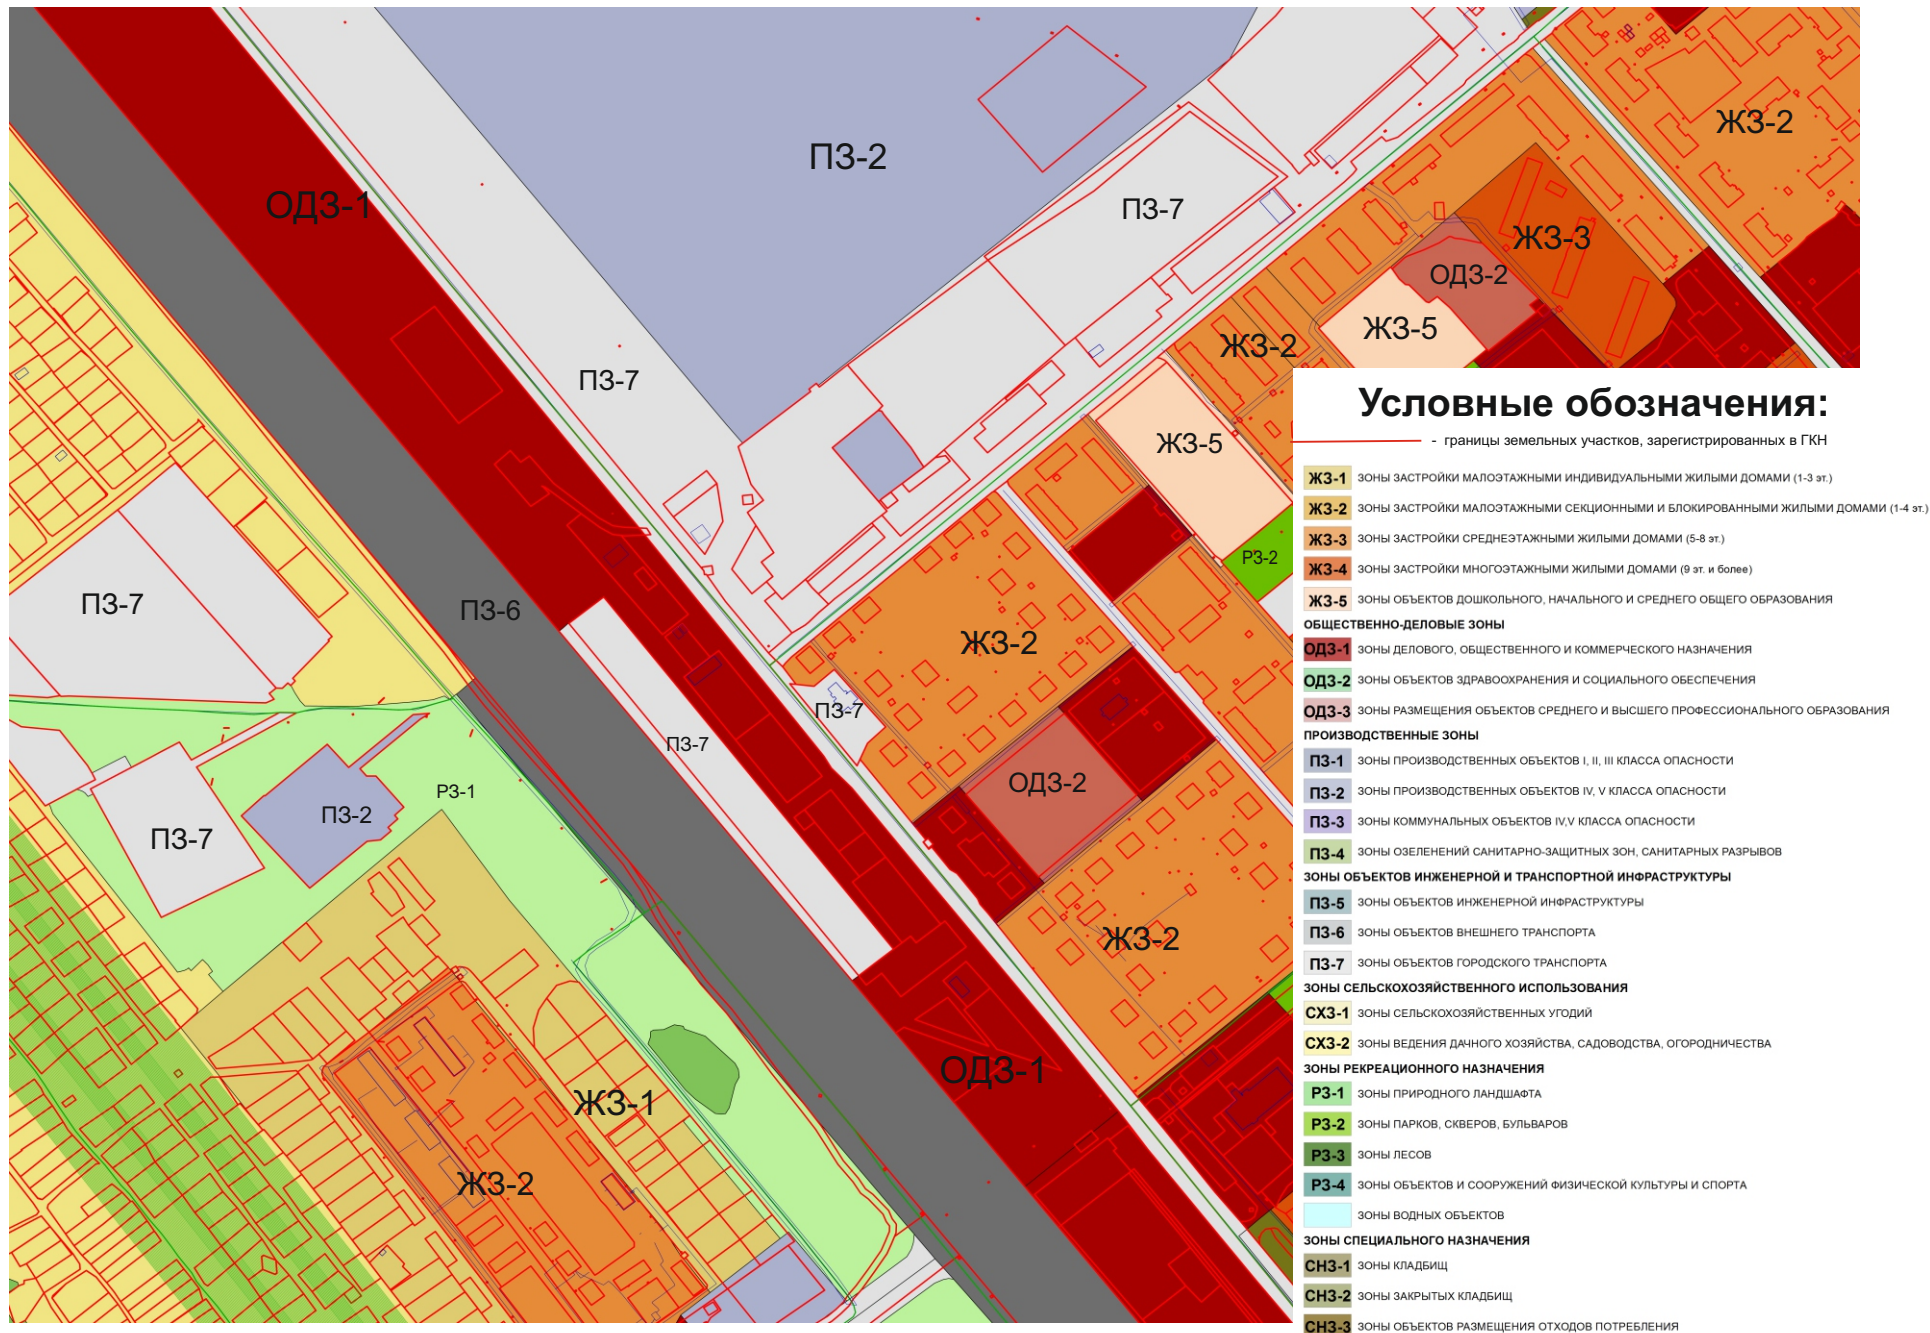 ЖЗ-2
ПЗ-2
ОДЗ-1
ПЗ-7
ЖЗ-3
ОДЗ-2
ЖЗ-5
ЖЗ-2
ПЗ-7
ЖЗ-5
РЗ-2
ПЗ-7
ПЗ-6
ЖЗ-2
ПЗ-7
ПЗ-7
ОДЗ-2
РЗ-1
ПЗ-2
ПЗ-7
ЖЗ-2
ОДЗ-1
ЖЗ-1
ЖЗ-2
Условные обозначения:
- границы земельных участков, зарегистрированных в ГКН
ЖЗ-1 ЗОНЫ ЗАСТРОЙКИ МАЛОЭТАЖНЫМИ ИНДИВИДУАЛЬНЫМИ ЖИЛЫМИ ДОМАМИ (1-3 эт.)
ЖЗ-2 ЗОНЫ ЗАСТРОЙКИ МАЛОЭТАЖНЫМИ СЕКЦИОННЫМИ И БЛОКИРОВАННЫМИ ЖИЛЫМИ ДОМАМИ (1-4 эт.)
ЖЗ-3 ЗОНЫ ЗАСТРОЙКИ СРЕДНЕЭТАЖНЫМИ ЖИЛЫМИ ДОМАМИ (5-8 эт.)
ЖЗ-4 ЗОНЫ ЗАСТРОЙКИ МНОГОЭТАЖНЫМИ ЖИЛЫМИ ДОМАМИ (9 эт. и более)
ЖЗ-5 ЗОНЫ ОБЪЕКТОВ ДОШКОЛЬНОГО, НАЧАЛЬНОГО И СРЕДНЕГО ОБЩЕГО ОБРАЗОВАНИЯ
ОБЩЕСТВЕННО-ДЕЛОВЫЕ ЗОНЫ
ОДЗ-1 ЗОНЫ ДЕЛОВОГО, ОБЩЕСТВЕННОГО И КОММЕРЧЕСКОГО НАЗНАЧЕНИЯ
ОДЗ-2 ЗОНЫ ОБЪЕКТОВ ЗДРАВООХРАНЕНИЯ И СОЦИАЛЬНОГО ОБЕСПЕЧЕНИЯ
ОДЗ-3 ЗОНЫ РАЗМЕЩЕНИЯ ОБЪЕКТОВ СРЕДНЕГО И ВЫСШЕГО ПРОФЕССИОНАЛЬНОГО ОБРАЗОВАНИЯ
ПРОИЗВОДСТВЕННЫЕ ЗОНЫ
ПЗ-1 ЗОНЫ ПРОИЗВОДСТВЕННЫХ ОБЪЕКТОВ I, II, III КЛАССА ОПАСНОСТИ
ПЗ-2 ЗОНЫ ПРОИЗВОДСТВЕННЫХ ОБЪЕКТОВ IV, V КЛАССА ОПАСНОСТИ
ПЗ-3 ЗОНЫ КОММУНАЛЬНЫХ ОБЪЕКТОВ IV,V КЛАССА ОПАСНОСТИ
ПЗ-4 ЗОНЫ ОЗЕЛЕНЕНИЙ САНИТАРНО-ЗАЩИТНЫХ ЗОН, САНИТАРНЫХ РАЗРЫВОВ
ЗОНЫ ОБЪЕКТОВ ИНЖЕНЕРНОЙ И ТРАНСПОРТНОЙ ИНФРАСТРУКТУРЫ
ПЗ-5 ЗОНЫ ОБЪЕКТОВ ИНЖЕНЕРНОЙ ИНФРАСТРУКТУРЫ
ПЗ-6 ЗОНЫ ОБЪЕКТОВ ВНЕШНЕГО ТРАНСПОРТА
ПЗ-7 ЗОНЫ ОБЪЕКТОВ ГОРОДСКОГО ТРАНСПОРТА
ЗОНЫ СЕЛЬСКОХОЗЯЙСТВЕННОГО ИСПОЛЬЗОВАНИЯ
СХЗ-1 ЗОНЫ СЕЛЬСКОХОЗЯЙСТВЕННЫХ УГОДИЙ
СХЗ-2 ЗОНЫ ВЕДЕНИЯ ДАЧНОГО ХОЗЯЙСТВА, САДОВОДСТВА, ОГОРОДНИЧЕСТВА
ЗОНЫ РЕКРЕАЦИОННОГО НАЗНАЧЕНИЯ
РЗ-1 ЗОНЫ ПРИРОДНОГО ЛАНДШАФТА
РЗ-2 ЗОНЫ ПАРКОВ, СКВЕРОВ, БУЛЬВАРОВ
РЗ-3 ЗОНЫ ЛЕСОВ
РЗ-4 ЗОНЫ ОБЪЕКТОВ И СООРУЖЕНИЙ ФИЗИЧЕСКОЙ КУЛЬТУРЫ И СПОРТА
ЗОНЫ ВОДНЫХ ОБЪЕКТОВ
ЗОНЫ СПЕЦИАЛЬНОГО НАЗНАЧЕНИЯ
СНЗ-1 ЗОНЫ КЛАДБИЩ
СНЗ-2 ЗОНЫ ЗАКРЫТЫХ КЛАДБИЩ
СНЗ-3 ЗОНЫ ОБЪЕКТОВ РАЗМЕЩЕНИЯ ОТХОДОВ ПОТРЕБЛЕНИЯ